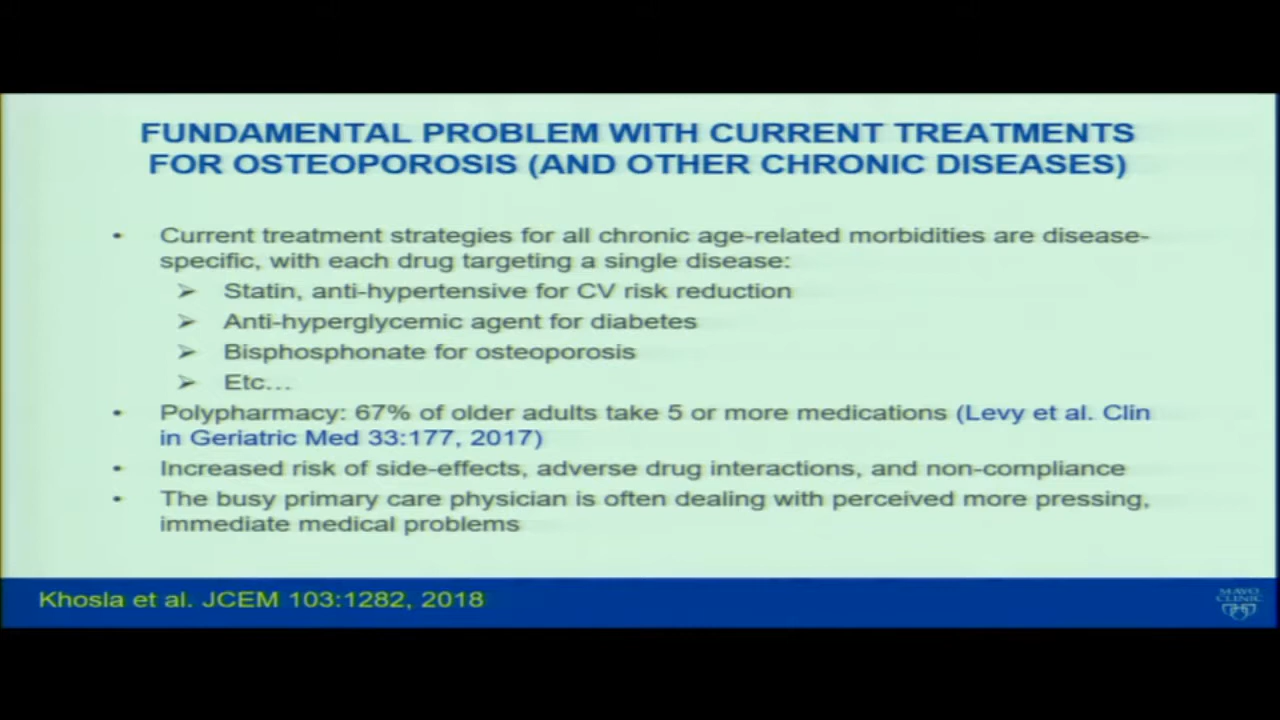 FUNDAMENTAL PROBLEM WITH CURRENT TREATMENTS
FOR OSTEOPOROSIS (AND OTHER CHRONIC DISEASES)
• Current treatment strategies for all chronic age-related morbidities are disease-
specific, with each drug targeting a single disease:
➢ Statin, anti-hypertensive for CV risk reduction
➢ Anti-hyperglycemic agent for diabetes
➢ Bisphosphonate for osteoporosis
➢ Etc…
• Polypharmacy: 67% of older adults take 5 or more medications (Levy et al. Clin
in Geriatric Med 33:177, 2017)
• Increased risk of side-effects, adverse drug interactions, and non-compliance
• The busy primary care physician is often dealing with perceived more pressing,
immediate medical problems
Khosla et al. JCEM 103:1282, 2018
MAYO
CLINIC